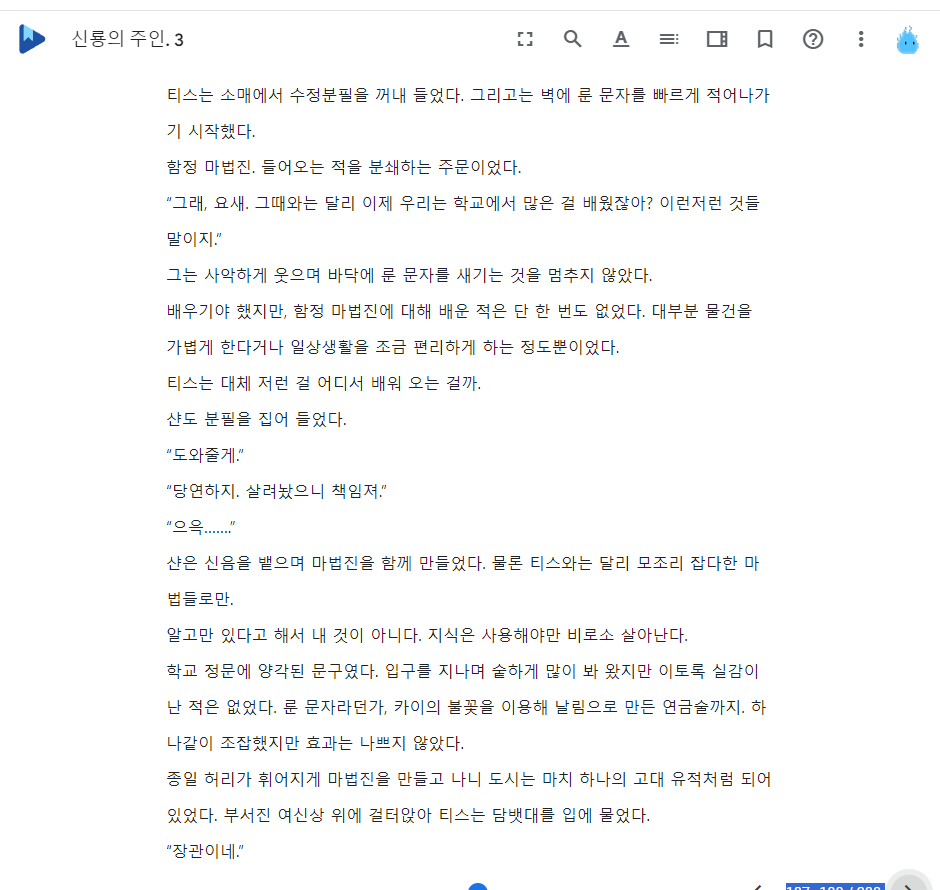 신룡의 주인. 3
티스는 소매에서 수정분필을 꺼내 들었다. 그리고는 벽에 룬 문자를 빠르게 적어나가
기 시작했다.
함정 마법진. 들어오는 적을 분쇄하는 주문이었다.
“그래, 요새. 그때와는 달리 이제 우리는 학교에서 많은 걸 배웠잖아? 이런저런 것들
말이지.”
그는 사악하게 웃으며 바닥에 룬 문자를 새기는 것을 멈추지 않았다.
배우기야 했지만, 함정 마법진에 대해 배운 적은 단 한 번도 없었다. 대부분 물건을
가볍게 한다거나 일상생활을 조금 편리하게 하는 정도뿐이었다.
티스는 대체 저런 걸 어디서 배워 오는 걸까.
샨도 분필을 집어 들었다.
“도와줄게.”
“당연하지. 살려놨으니 책임져.”
“으윽…….”
샨은 신음을 뱉으며 마법진을 함께 만들었다. 물론 티스와는 달리 모조리 잡다한 마
법들로만.
알고만 있다고 해서 내 것이 아니다. 지식은 사용해야만 비로소 살아난다.
학교 정문에 양각된 문구였다. 입구를 지나며 숱하게 많이 봐 왔지만 이토록 실감이
난 적은 없었다. 룬 문자라던가, 카이의 불꽃을 이용해 날림으로 만든 연금술까지. 하
나같이 조잡했지만 효과는 나쁘지 않았다.
종일 허리가 휘어지게 마법진을 만들고 나니 도시는 마치 하나의 고대 유적처럼 되어
있었다. 부서진 여신상 위에 걸터앉아 티스는 담뱃대를 입에 물었다.
“장관이네.”